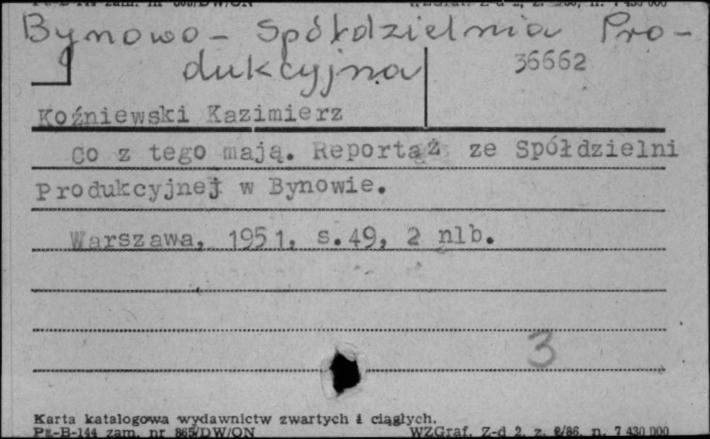 Bynowo - Spółdzielnia Pro-
dukcyjna
36662
Koźniewski Kazimierz
Co z tego mają. Reportaż ze Spółdzielni
Produkcyjnej w Bynowie.
Warszawa, 1951, s.49, 2 nlb.
3
Karta katalogowa wydawnictw zwartych i ciągłych.
Pu-B-144 zam. nr 865/DW/ON WZGraf. Z-d 2, z. 2/86, n. 7 430 000